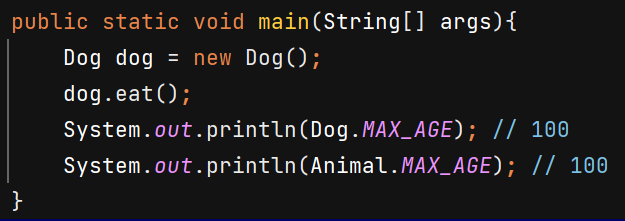 public static void main(String[] args){
    Dog dog = new Dog();
    dog.eat();
    System.out.println(Dog.MAX_AGE); // 100
    System.out.println(Animal.MAX_AGE); // 100
}